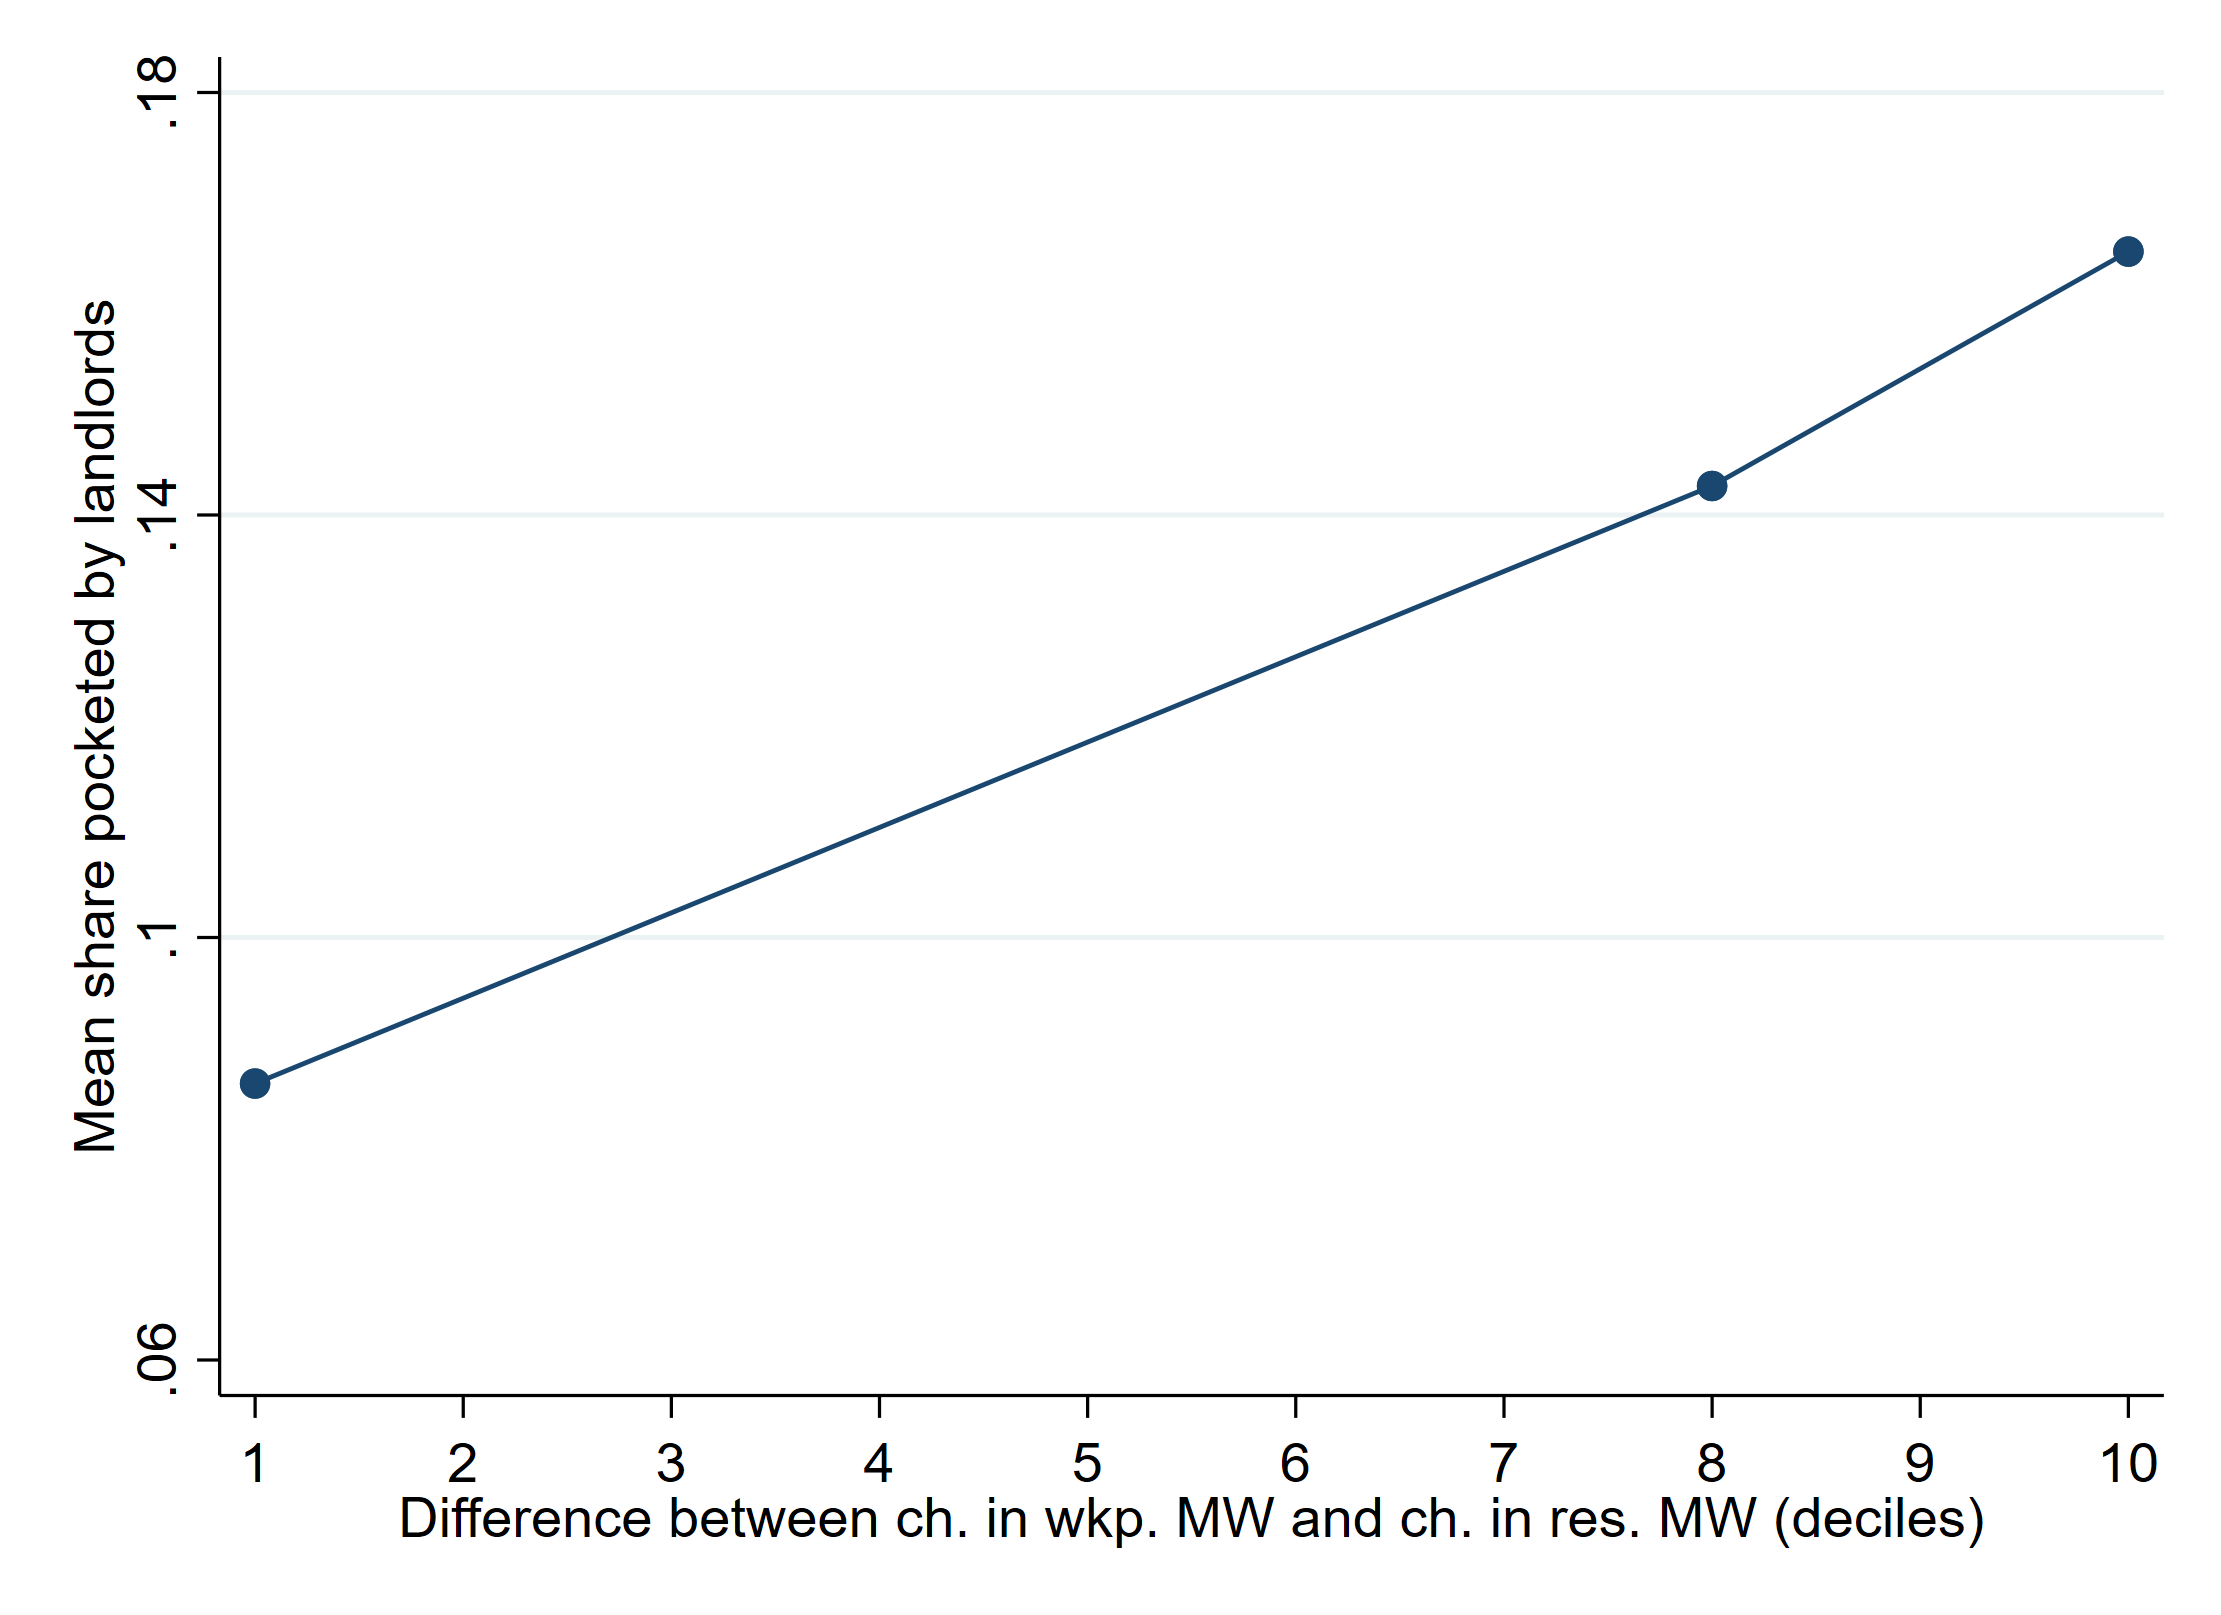 Mean share pocketed by landlords
.18
.14
.1
.06
1 2 3 4 5 6 7 8 9 10
Difference between ch. in wkp. MW and ch. in res. MW (deciles)